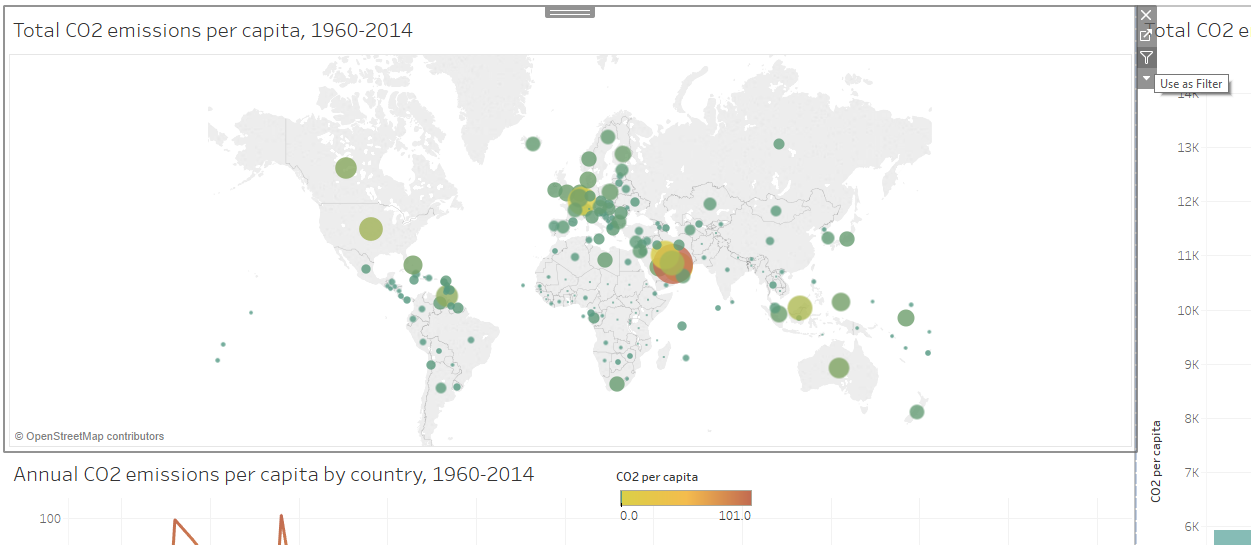 Total CO2 emissions per capita, 1960-2014
Total CO2 e
Use as Filter
14K
13K
12K
11K
10K
9K
8K
7K
6K
CO2 per capita
© OpenStreetMap contributors
Annual CO2 emissions per capita by country, 1960-2014
CO2 per capita
0.0
101.0
100